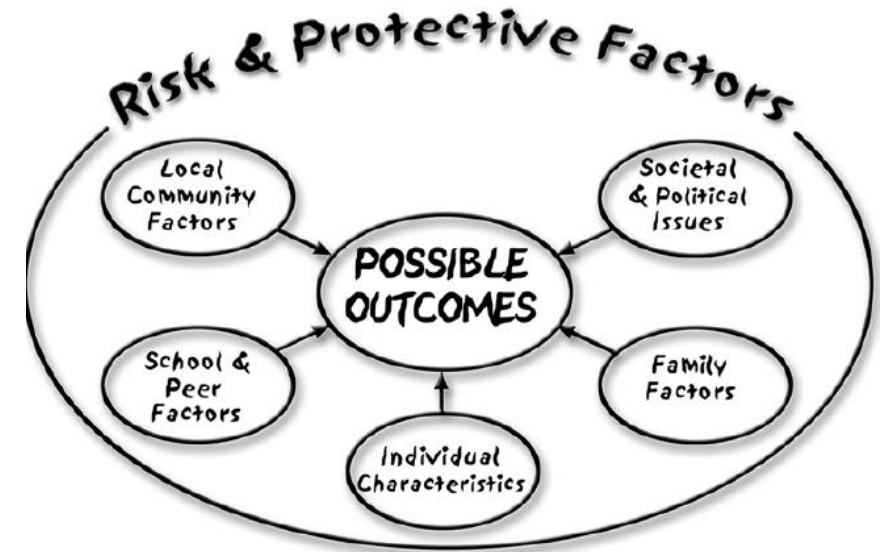 Risk & Protective Factors
Local
Community
Factors
Societal
& Political
Issues
POSSIBLE
OUTCOMES
School &
Peer
Factors
Family
Factors
Individual
Characteristics